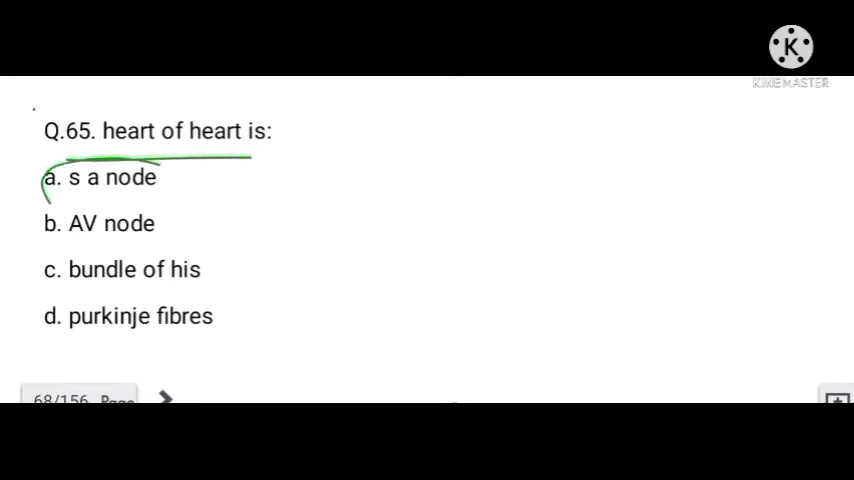 K
KINEMASTER
Q.65. heart of heart is:
a. s a node
b. AV node
c. bundle of his
d. purkinje fibres
68/156 Page